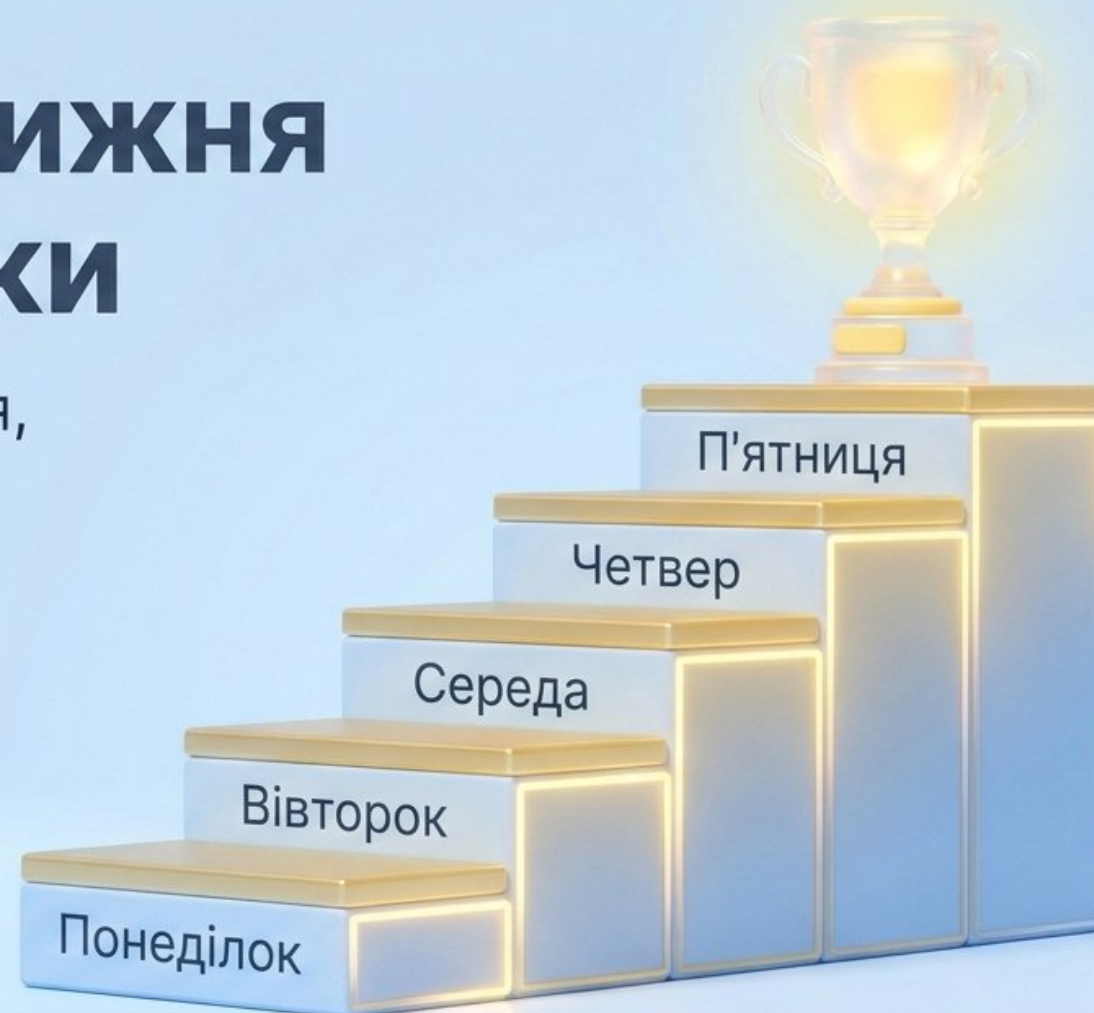 ижня
ки
я,
П'ятниця
Четвер
Середа
Вівторок
Понеділок